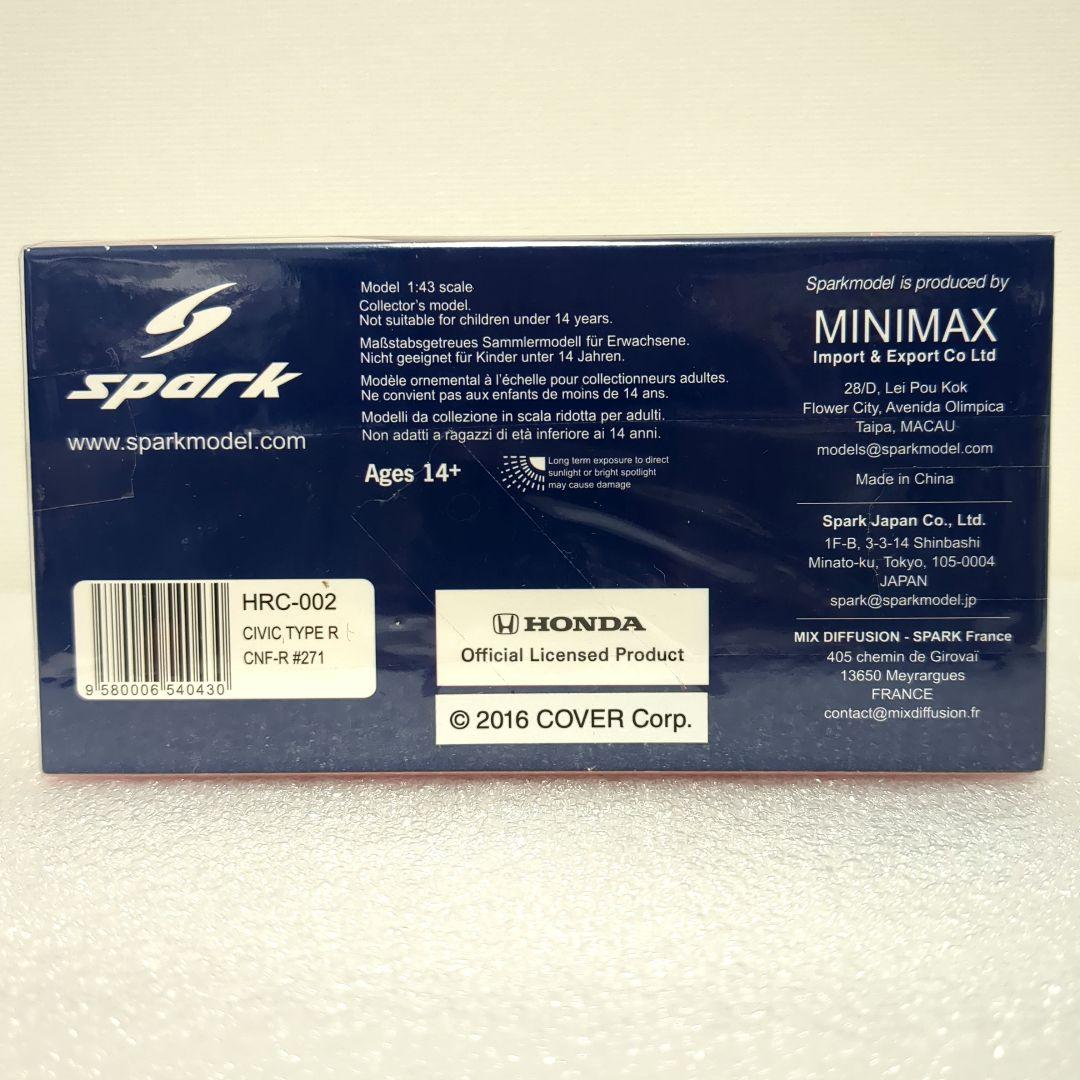 spark
www.sparkmodel.com
Model 1:43 scale
Collector's model.
Not suitable for children under 14 years.
Maßstabsgetreues Sammlermodell für Erwachsene.
Nicht geeignet für Kinder unter 14 Jahren.
Modèle ornemental à l'échelle pour collectionneurs adultes.
Ne convient pas aux enfants de moins de 14 ans.
Modelli da collezione in scala ridotta per adulti.
Non adatti a ragazzi di età inferiore ai 14 anni.
Ages 14+
Long term exposure to direct
sunlight or bright spotlight
may cause damage
Sparkmodel is produced by
MINIMAX
Import & Export Co Ltd
28/D, Lei Pou Kok
Flower City, Avenida Olimpica
Taipa, MACAU
models@sparkmodel.com
Made in China
Spark Japan Co., Ltd.
1F-B, 3-3-14 Shinbashi
Minato-ku, Tokyo, 105-0004
JAPAN
spark@sparkmodel.jp
MIX DIFFUSION - SPARK France
405 chemin de Girovaï
13650 Meyrargues
FRANCE
contact@mixdiffusion.fr
HRC-002
CIVIC TYPE R
CNF-R #271
9 580006 540430
HONDA
Official Licensed Product
© 2016 COVER Corp.